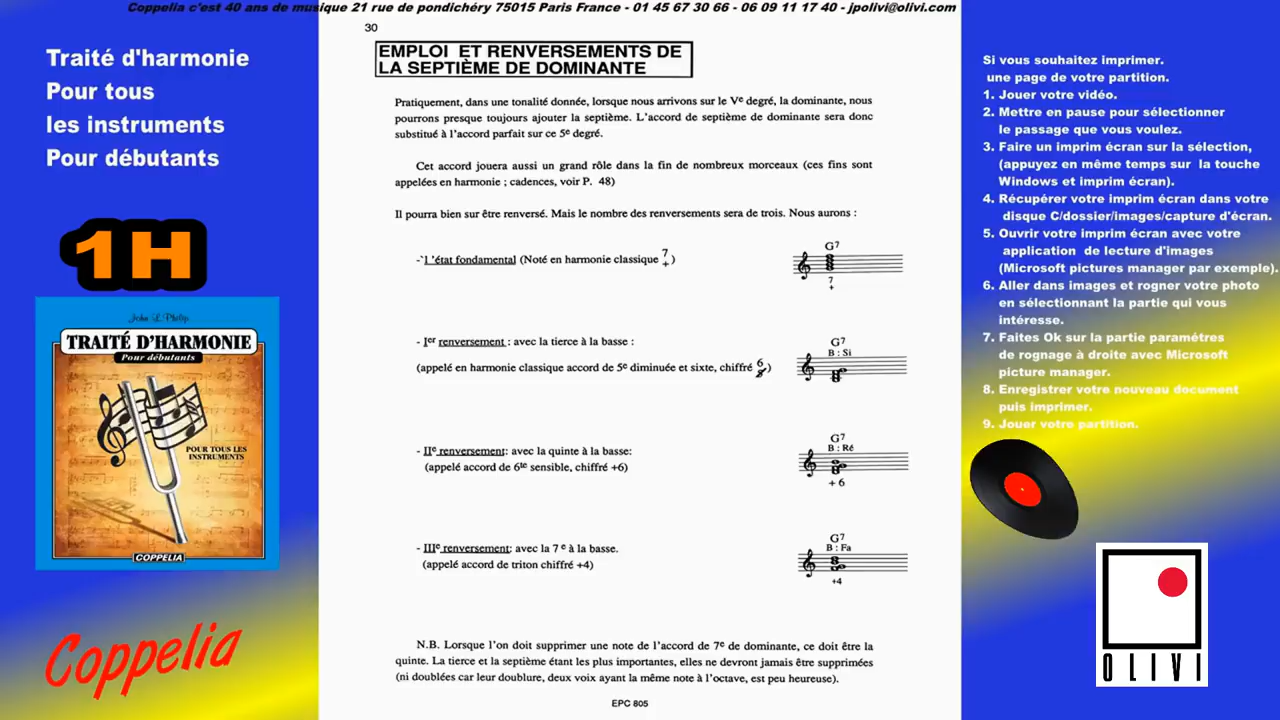 Coppelia c'est 40 ans de musique 21 rue de pondichéry 75015 Paris France - 01 45 67 30 66 - 06 09 11 17 40 - jpolivi@olivi.com
Traité d'harmonie
Pour tous
les instruments
Pour débutants
1H
John L. Philip
TRAITÉ D'HARMONIE
Pour débutants
POUR TOUS LES
INSTRUMENTS
COPPELIA
Coppelia
30
EMPLOI ET RENVERSEMENTS DE
LA SEPTIÈME DE DOMINANTE
Pratiquement, dans une tonalité donnée, lorsque nous arrivons sur le Ve degré, la dominante, nous
pourrons presque toujours ajouter la septième. L'accord de septième de dominante sera donc
substitué à l'accord parfait sur ce 5e degré.
Cet accord jouera aussi un grand rôle dans la fin de nombreux morceaux (ces fins sont
appelées en harmonie ; cadences, voir P. 48)
Il pourra bien sur être renversé. Mais le nombre des renversements sera de trois. Nous aurons :
-`L'état fondamental (Noté en harmonie classique 7 +)
G7
7
+
- Ier renversement : avec la tierce à la basse :
(appelé en harmonie classique accord de 5e diminuée et sixte, chiffré 6 5)
G7
B : Si
- IIe renversement: avec la quinte à la basse:
(appelé accord de 6te sensible, chiffré +6)
G7
B : Ré
+ 6
- IIIe renversement: avec la 7 e à la basse.
(appelé accord de triton chiffré +4)
G7
B : Fa
+4
N.B. Lorsque l'on doit supprimer une note de l'accord de 7e de dominante, ce doit être la
quinte. La tierce et la septième étant les plus importantes, elles ne devront jamais être supprimées
(ni doublées car leur doublure, deux voix ayant la même note à l'octave, est peu heureuse).
EPC 805
Si vous souhaitez imprimer.
une page de votre partition.
1. Jouer votre vidéo.
2. Mettre en pause pour sélectionner
le passage que vous voulez.
3. Faire un imprim écran sur la sélection,
(appuyez en même temps sur la touche
Windows et imprim écran).
4. Récupérer votre imprim écran dans votre
disque C/dossier/images/capture d'écran.
5. Ouvrir votre imprim écran avec votre
application de lecture d'images
(Microsoft pictures manager par exemple).
6. Aller dans images et rogner votre photo
en sélectionnant la partie qui vous
intéresse.
7. Faites Ok sur la partie paramétres
de rognage à droite avec Microsoft
picture manager.
8. Enregistrer votre nouveau document
puis imprimer.
9. Jouer votre partition.
OLIVI